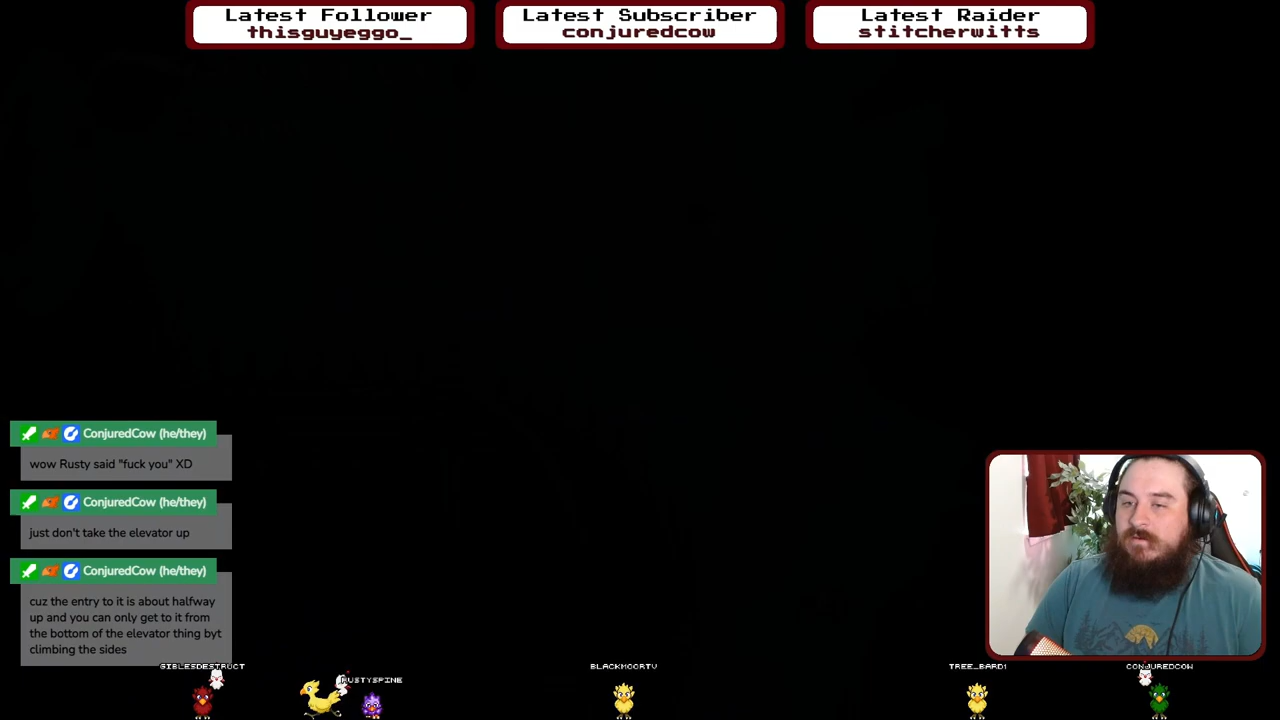 Latest Follower
thisguyeggo_
Latest Subscriber
conjuredcow
Latest Raider
stitcherwitts
ConjuredCow (he/they)
wow Rusty said "fuck you" XD
ConjuredCow (he/they)
just don't take the elevator up
ConjuredCow (he/they)
cuz the entry to it is about halfway
up and you can only get to it from
the bottom of the elevator thing byt
climbing the sides
GIBLESDESTRUCT
RUSTYSPINE
BLACKMOORTV
TREE_BARD1
CONJUREDCOW